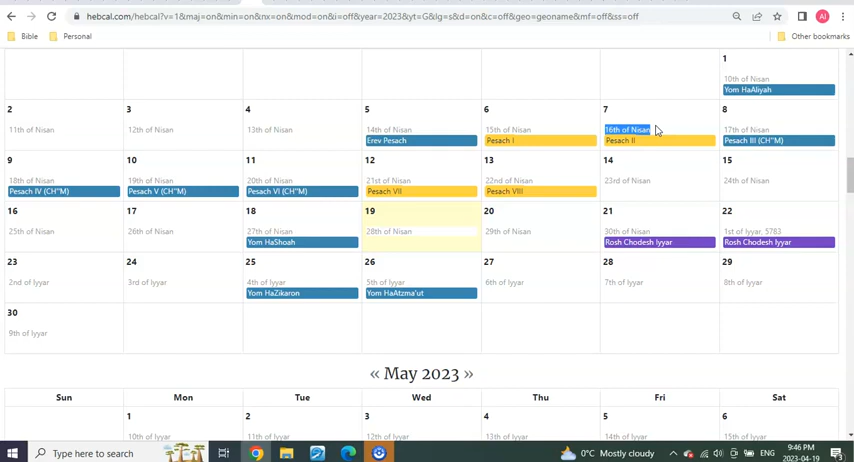 hebcal.com/hebcal?v=1&maj=on&min=on&nx=on&mod=on&i=off&year=2023&yt=G&lg=s&d=on&c=off&geo=geoname&mf=off&ss=off
AI
Bible
Personal
Other bookmarks
1
10th of Nisan
Yom HaAliyah
2
3
4
5
6
7
8
11th of Nisan
12th of Nisan
13th of Nisan
14th of Nisan
15th of Nisan
16th of Nisan
17th of Nisan
Erev Pesach
Pesach I
Pesach II
Pesach III (CH"M)
9
10
11
12
13
14
15
18th of Nisan
19th of Nisan
20th of Nisan
21st of Nisan
22nd of Nisan
23rd of Nisan
24th of Nisan
Pesach IV (CH"M)
Pesach V (CH"M)
Pesach VI (CH"M)
Pesach VII
Pesach VIII
16
17
18
19
20
21
22
25th of Nisan
26th of Nisan
27th of Nisan
28th of Nisan
29th of Nisan
30th of Nisan
1st of Iyyar, 5783
Yom HaShoah
Rosh Chodesh Iyyar
Rosh Chodesh Iyyar
23
24
25
26
27
28
29
2nd of Iyyar
3rd of Iyyar
4th of Iyyar
5th of Iyyar
6th of Iyyar
7th of Iyyar
8th of Iyyar
Yom HaZikaron
Yom HaAtzma'ut
30
9th of Iyyar
« May 2023 »
Sun
Mon
Tue
Wed
Thu
Fri
Sat
1
2
3
4
5
6
10th of Iyyar
11th of Iyyar
12th of Iyyar
13th of Iyyar
14th of Iyyar
15th of Iyyar
Type here to search
0°C Mostly cloudy
ENG
9:46 PM
2023-04-19
3